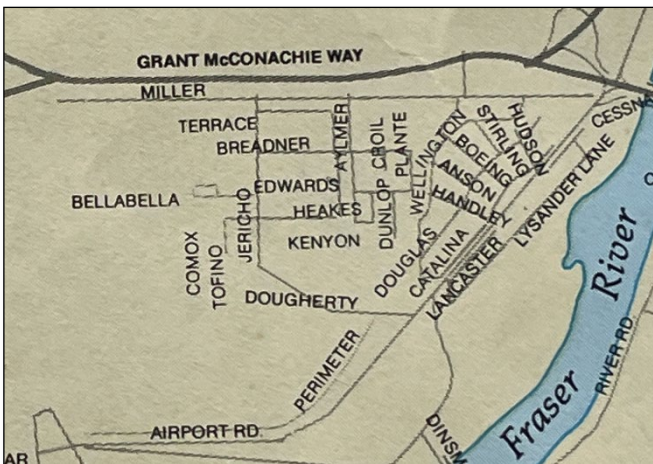 GRANT McCONACHIE WAY
MILLER
TERRACE
BREADNER
AYLMER
CROIL
PLANTE
WELLINGTON
STIRLING
HUDSON
CESSNA
BOEING
ANSON
HANDLEY
LYSANDER LANE
EDWARDS
BELLABELLA
HEAKES
DUNLOP
JERICHO
KENYON
COMOX
TOFINO
DOUGLAS
CATALINA
LANCASTER
DOUGHERTY
PERIMETER
AIRPORT RD.
AR
DINSM
Fraser River
RIVER RD.